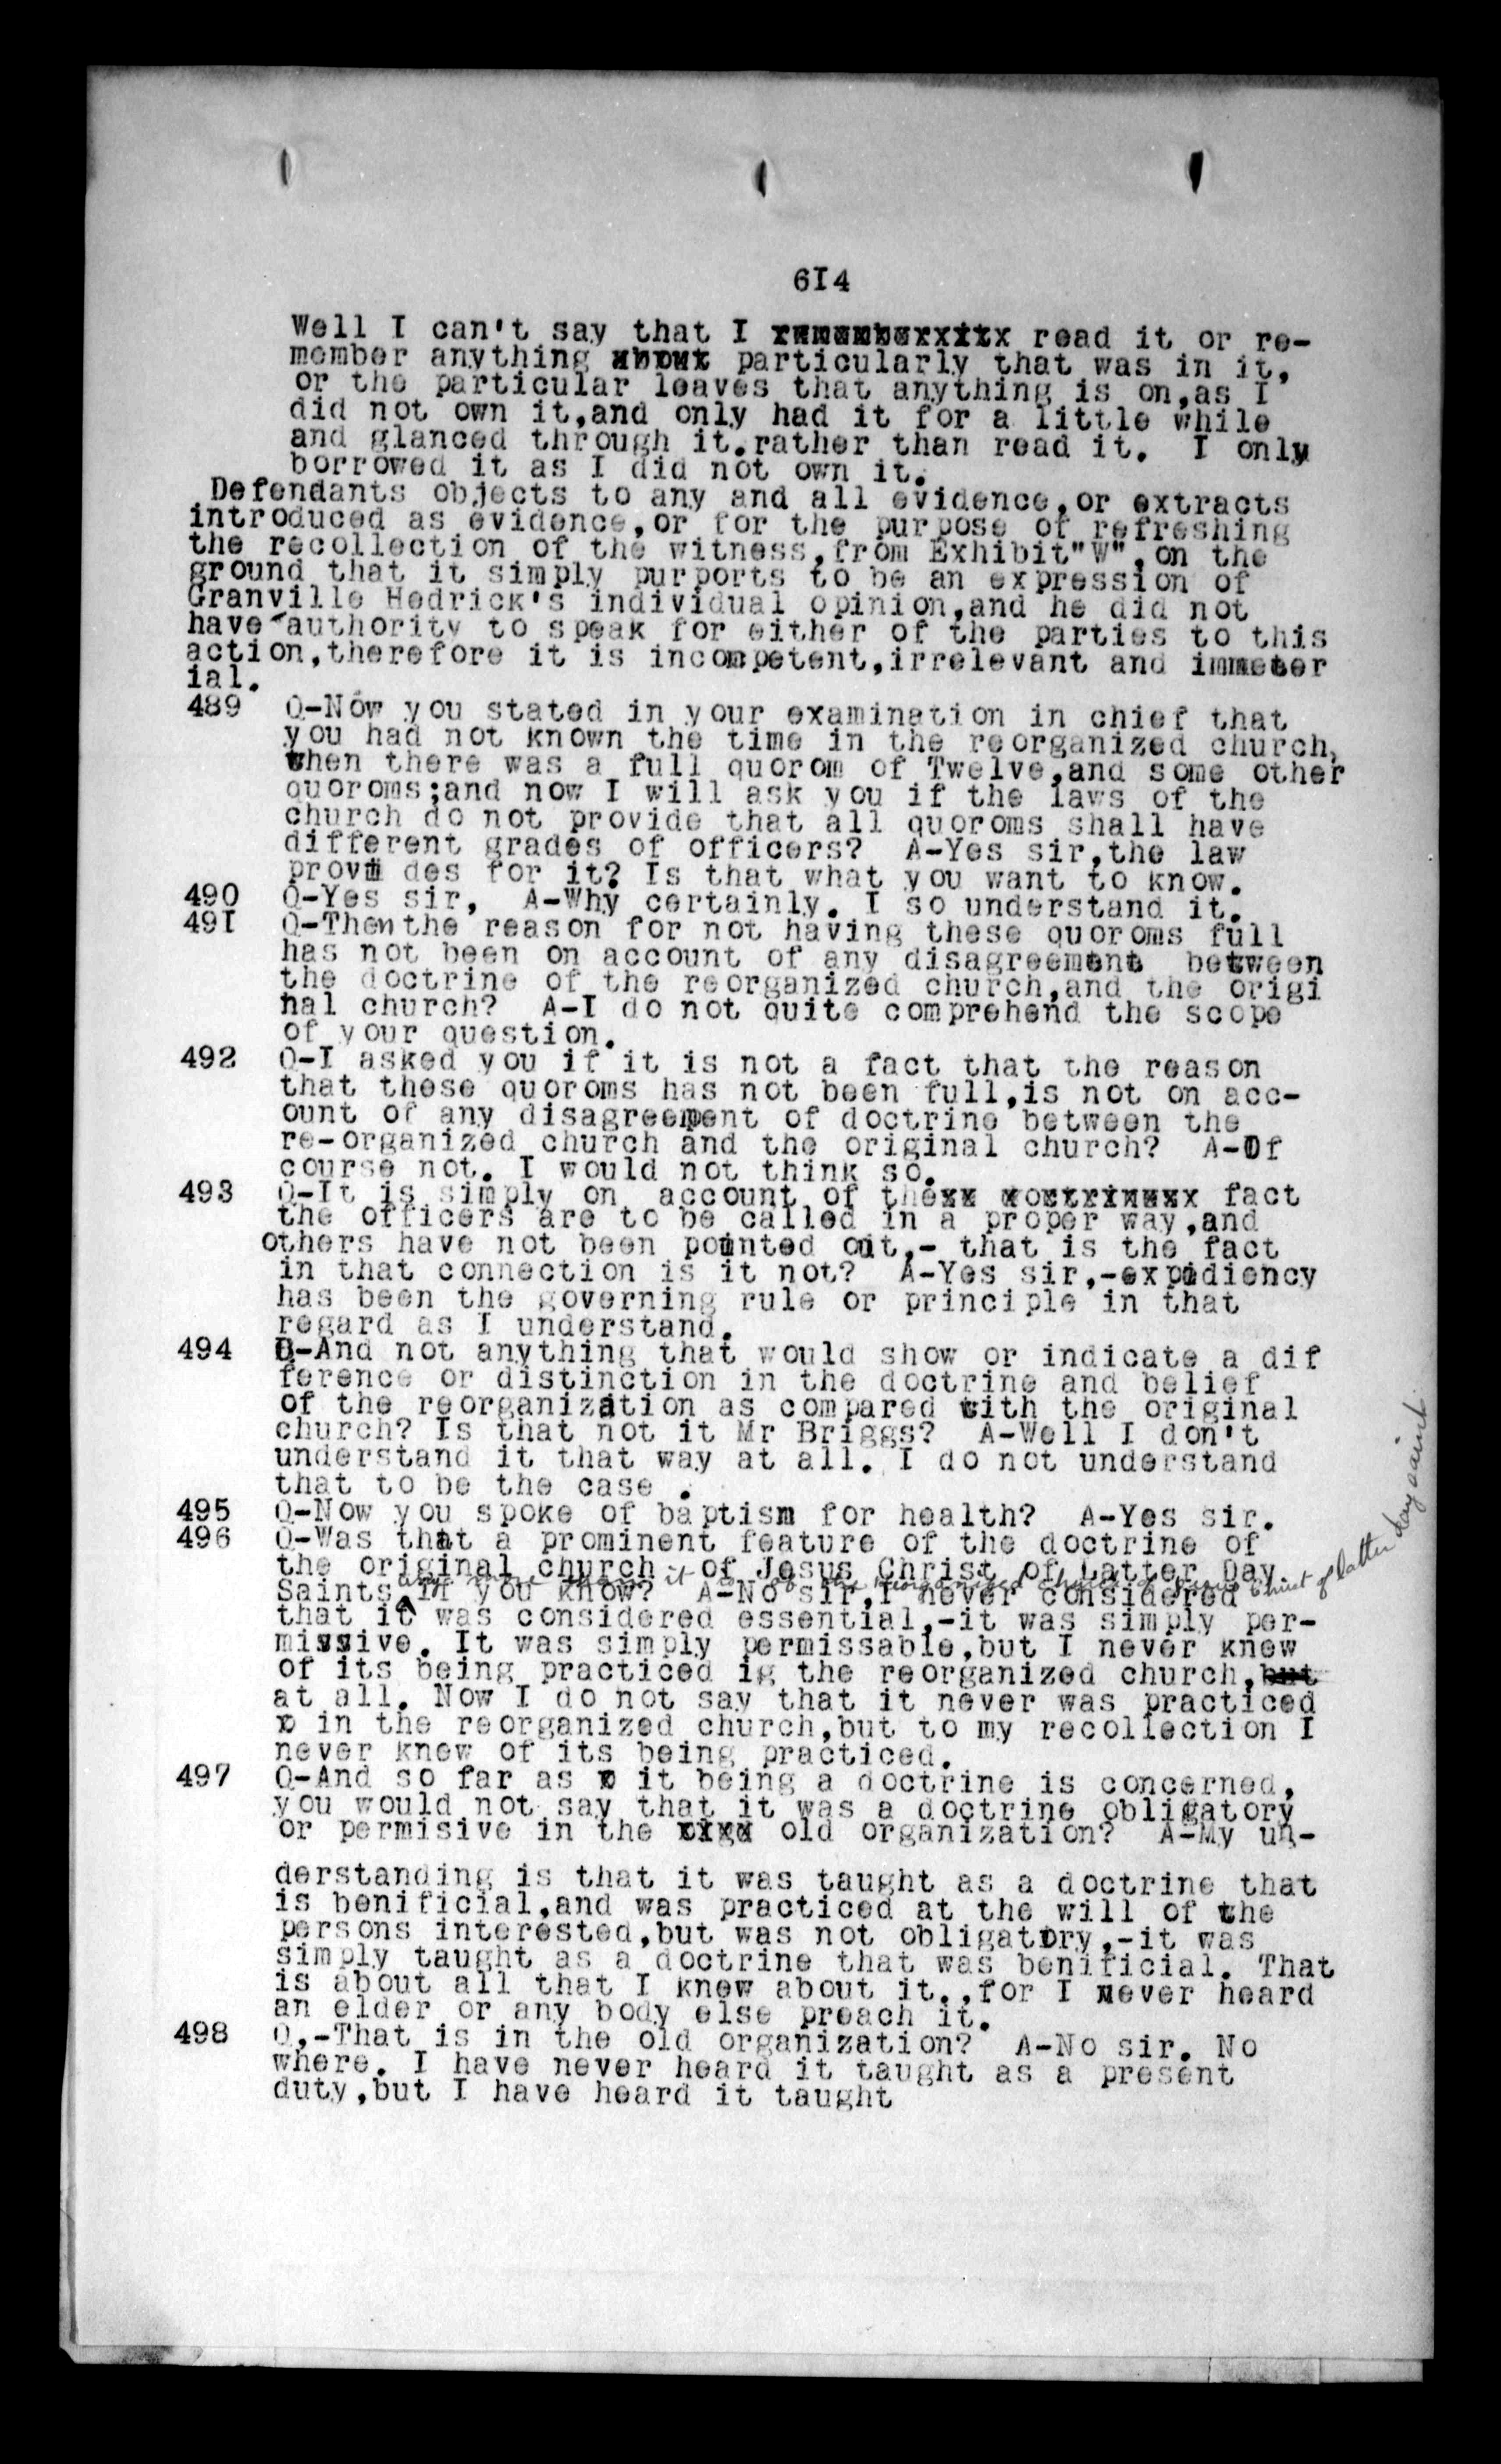 6I4
Well I can't say that I read it or re-
member anything particularly that was in it,
or the particular leaves that anything is on,as I
did not own it,and only had it for a little while
and glanced through it.rather than read it. I only
borrowed it as I did not own it.
Defendants objects to any and all evidence,or extracts
introduced as evidence,or for the purpose of refreshing
the recollection of the witness,from Exhibit"W",on the
ground that it simply purports to be an expression of
Granville Hedrick's individual opinion,and he did not
have authority to speak for either of the parties to this
action,therefore it is incompetent,irrelevant and immater
ial.
489 Q-Now you stated in your examination in chief that
you had not known the time in the reorganized church,
when there was a full quorom of Twelve,and some other
quoroms;and now I will ask you if the laws of the
church do not provide that all quoroms shall have
different grades of officers? A-Yes sir,the law
provi des for it? Is that what you want to know.
490 Q-Yes sir, A-Why certainly. I so understand it.
49I Q-Then the reason for not having these quoroms full
has not been on account of any disagreement between
the doctrine of the reorganized church,and the origi
nal church? A-I do not quite comprehend the scope
of your question.
492 Q-I asked you if it is not a fact that the reason
that these quoroms has not been full,is not on acc-
ount of any disagreement of doctrine between the
re-organized church and the original church? A-Of
course not. I would not think so.
493 Q-It is simply on account of the fact
the officers are to be called in a proper way,and
others have not been pointed out,- that is the fact
in that connection is it not? A-Yes sir,-expediency
has been the governing rule or principle in that
regard as I understand.
494 Q-And not anything that would show or indicate a dif
ference or distinction in the doctrine and belief
of the reorganization as compared with the original
church? Is that not it Mr Briggs? A-Well I don't
understand it that way at all. I do not understand
that to be the case .
495 Q-Now you spoke of baptism for health? A-Yes sir.
496 Q-Was that a prominent feature of the doctrine of
the original church of Jesus Christ of Latter Day
any more than it is of the reorganized church of Jesus Christ of latter day saints
Saints, if you know? A-No sir,I never considered
that it was considered essential,-it was simply per-
missive. It was simply permissable,but I never knew
of its being practiced ig the reorganized church,but
at all. Now I do not say that it never was practiced
in the reorganized church,but to my recollection I
never knew of its being practiced.
497 Q-And so far as it being a doctrine is concerned,
you would not say that it was a doctrine obligatory
or permisive in the old organization? A-My un-
derstanding is that it was taught as a doctrine that
is benificial,and was practiced at the will of the
persons interested,but was not obligatory,-it was
simply taught as a doctrine that was benificial. That
is about all that I knew about it.,for I never heard
an elder or any body else preach it.
498 Q,-That is in the old organization? A-No sir. No
where. I have never heard it taught as a present
duty,but I have heard it taught